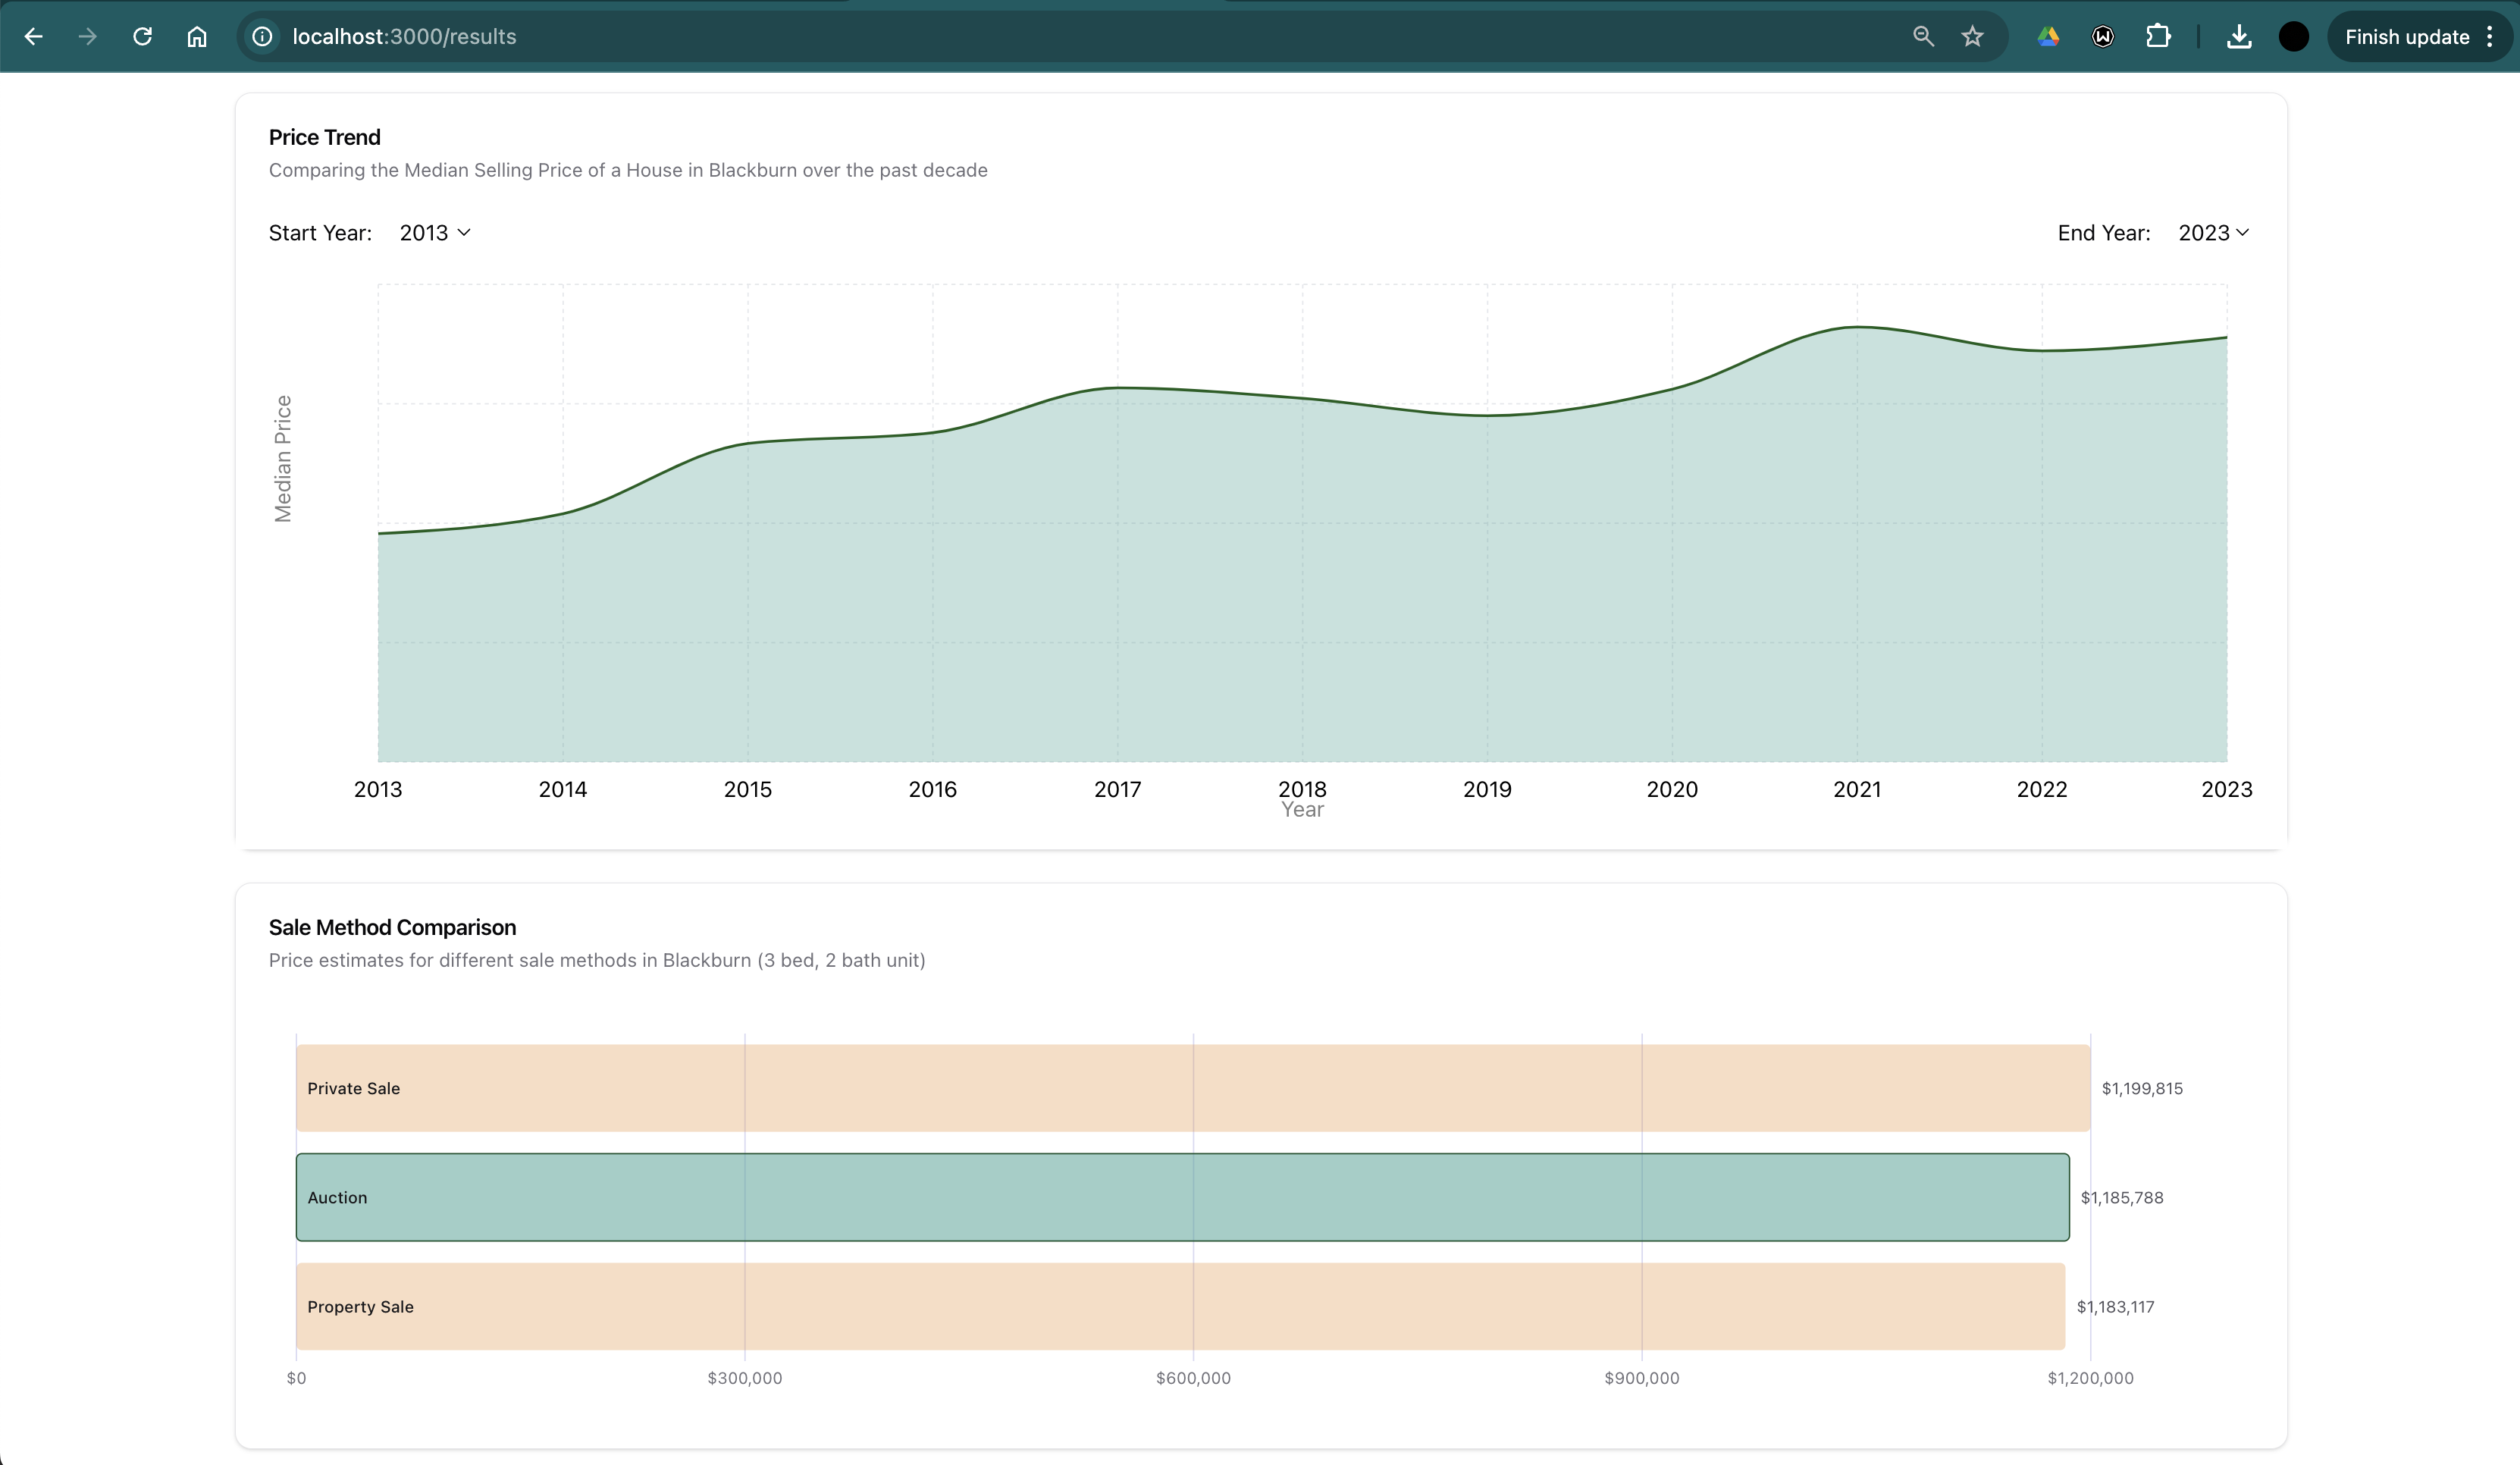 localhost:3000/results
Finish update
Price Trend
Comparing the Median Selling Price of a House in Blackburn over the past decade
Start Year: 2013
End Year: 2023
Median Price
2013 2014 2015 2016 2017 2018 2019 2020 2021 2022 2023
Year
Sale Method Comparison
Price estimates for different sale methods in Blackburn (3 bed, 2 bath unit)
Private Sale $1,199,815
Auction $1,185,788
Property Sale $1,183,117
$0 $300,000 $600,000 $900,000 $1,200,000